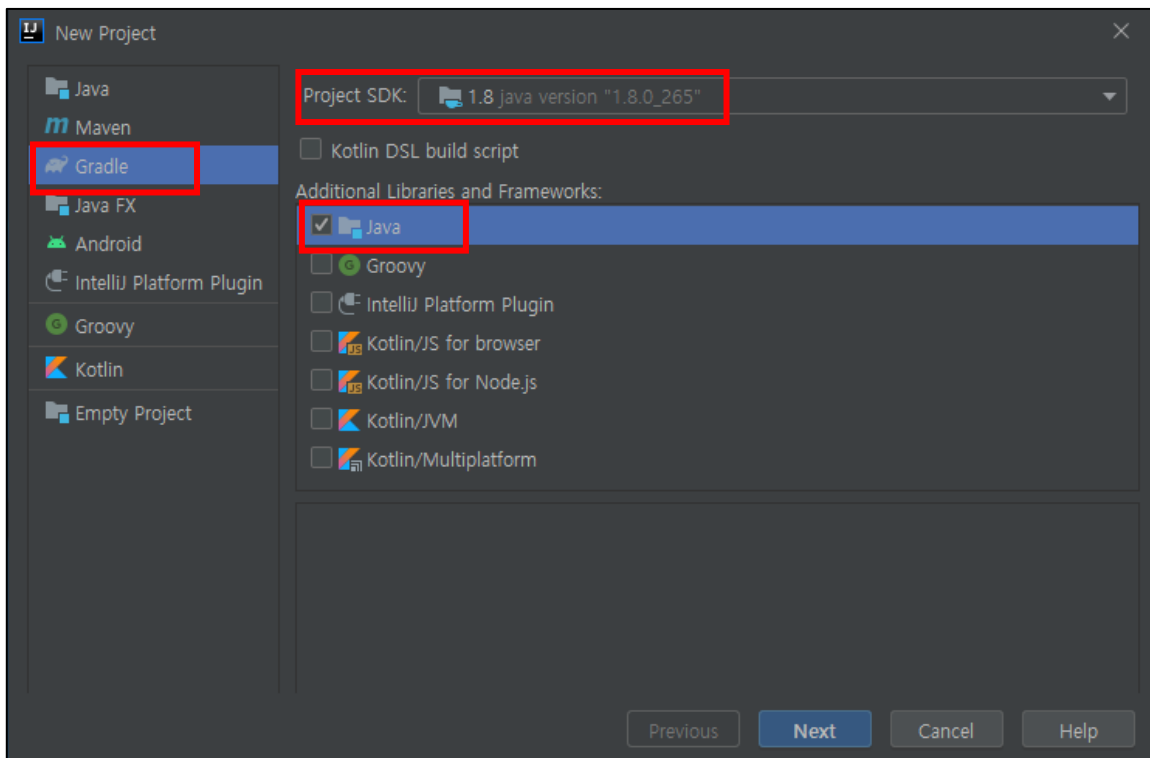 New Project
Java
Maven
Gradle
Java FX
Android
IntelliJ Platform Plugin
Groovy
Kotlin
Empty Project
Project SDK: 1.8 java version "1.8.0_265"
Kotlin DSL build script
Additional Libraries and Frameworks:
Java
Groovy
IntelliJ Platform Plugin
Kotlin/JS for browser
Kotlin/JS for Node.js
Kotlin/JVM
Kotlin/Multiplatform
Previous Next Cancel Help